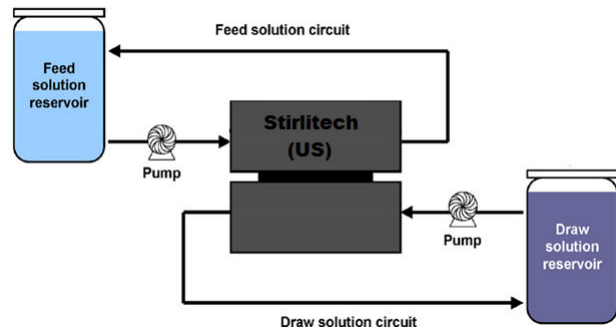 Feed solution circuit
Feed
solution
reservoir
Stirlitech
(US)
Pump
Pump
Draw
solution
reservoir
Draw solution circuit